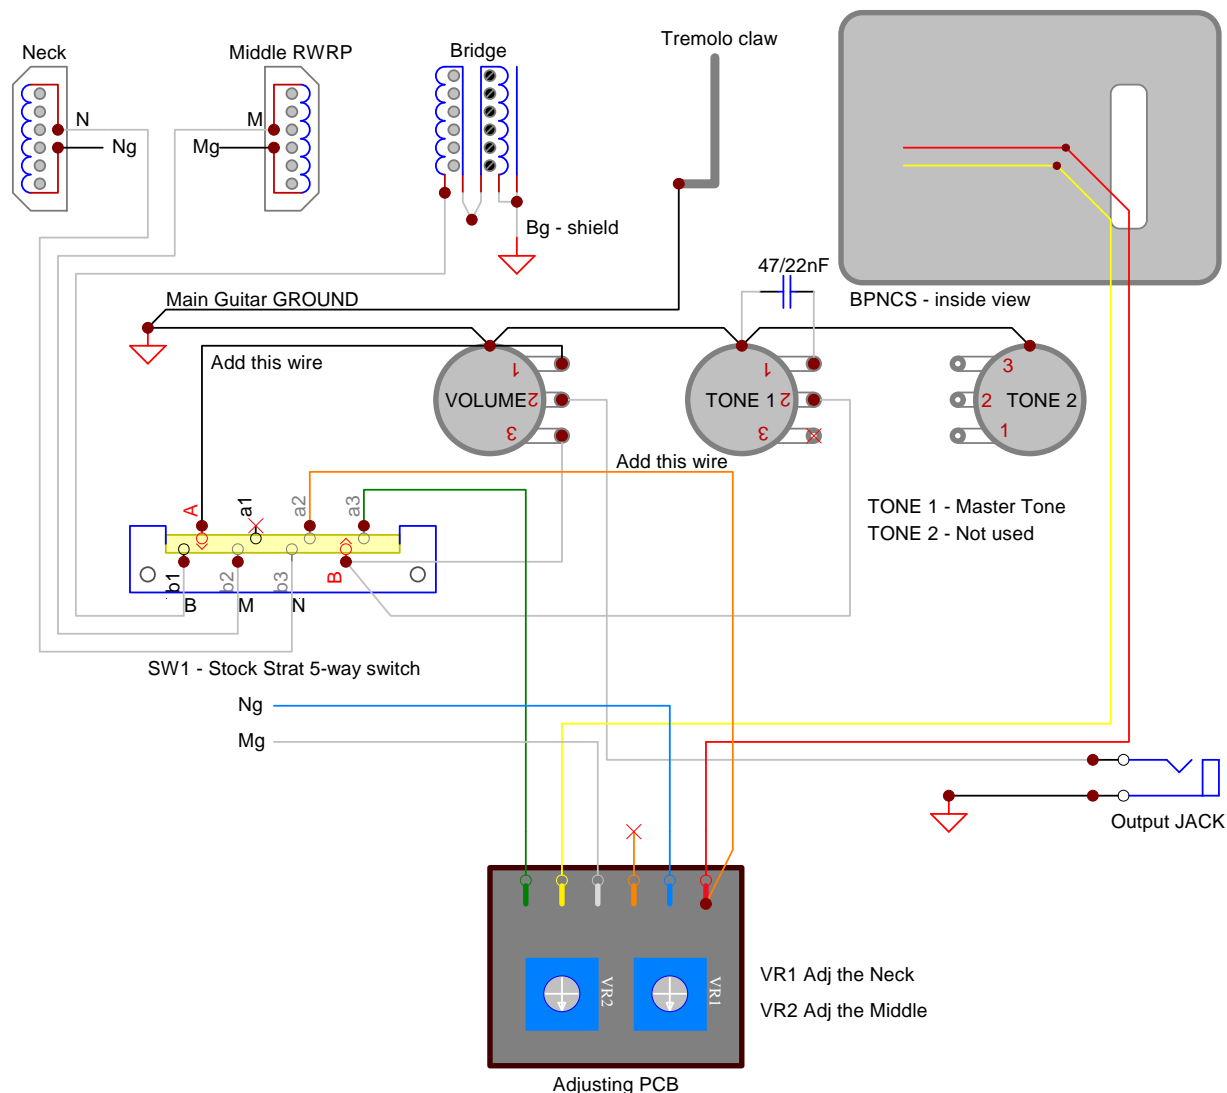 Tremolo claw
Neck
Middle RWRP
Bridge
N
Ng
M
Mg
Bg - shield
47/22nF
BPNCS - inside view
Main Guitar GROUND
Add this wire
VOLUME
1
2
3
TONE 1
1
2
3
TONE 2
3
2
1
Add this wire
TONE 1 - Master Tone
TONE 2 - Not used
A
a1
a2
a3
b1
b2
b3
B
B
M
N
SW1 - Stock Strat 5-way switch
Ng
Mg
Output JACK
VR2
VR1
VR1 Adj the Neck
VR2 Adj the Middle
Adjusting PCB